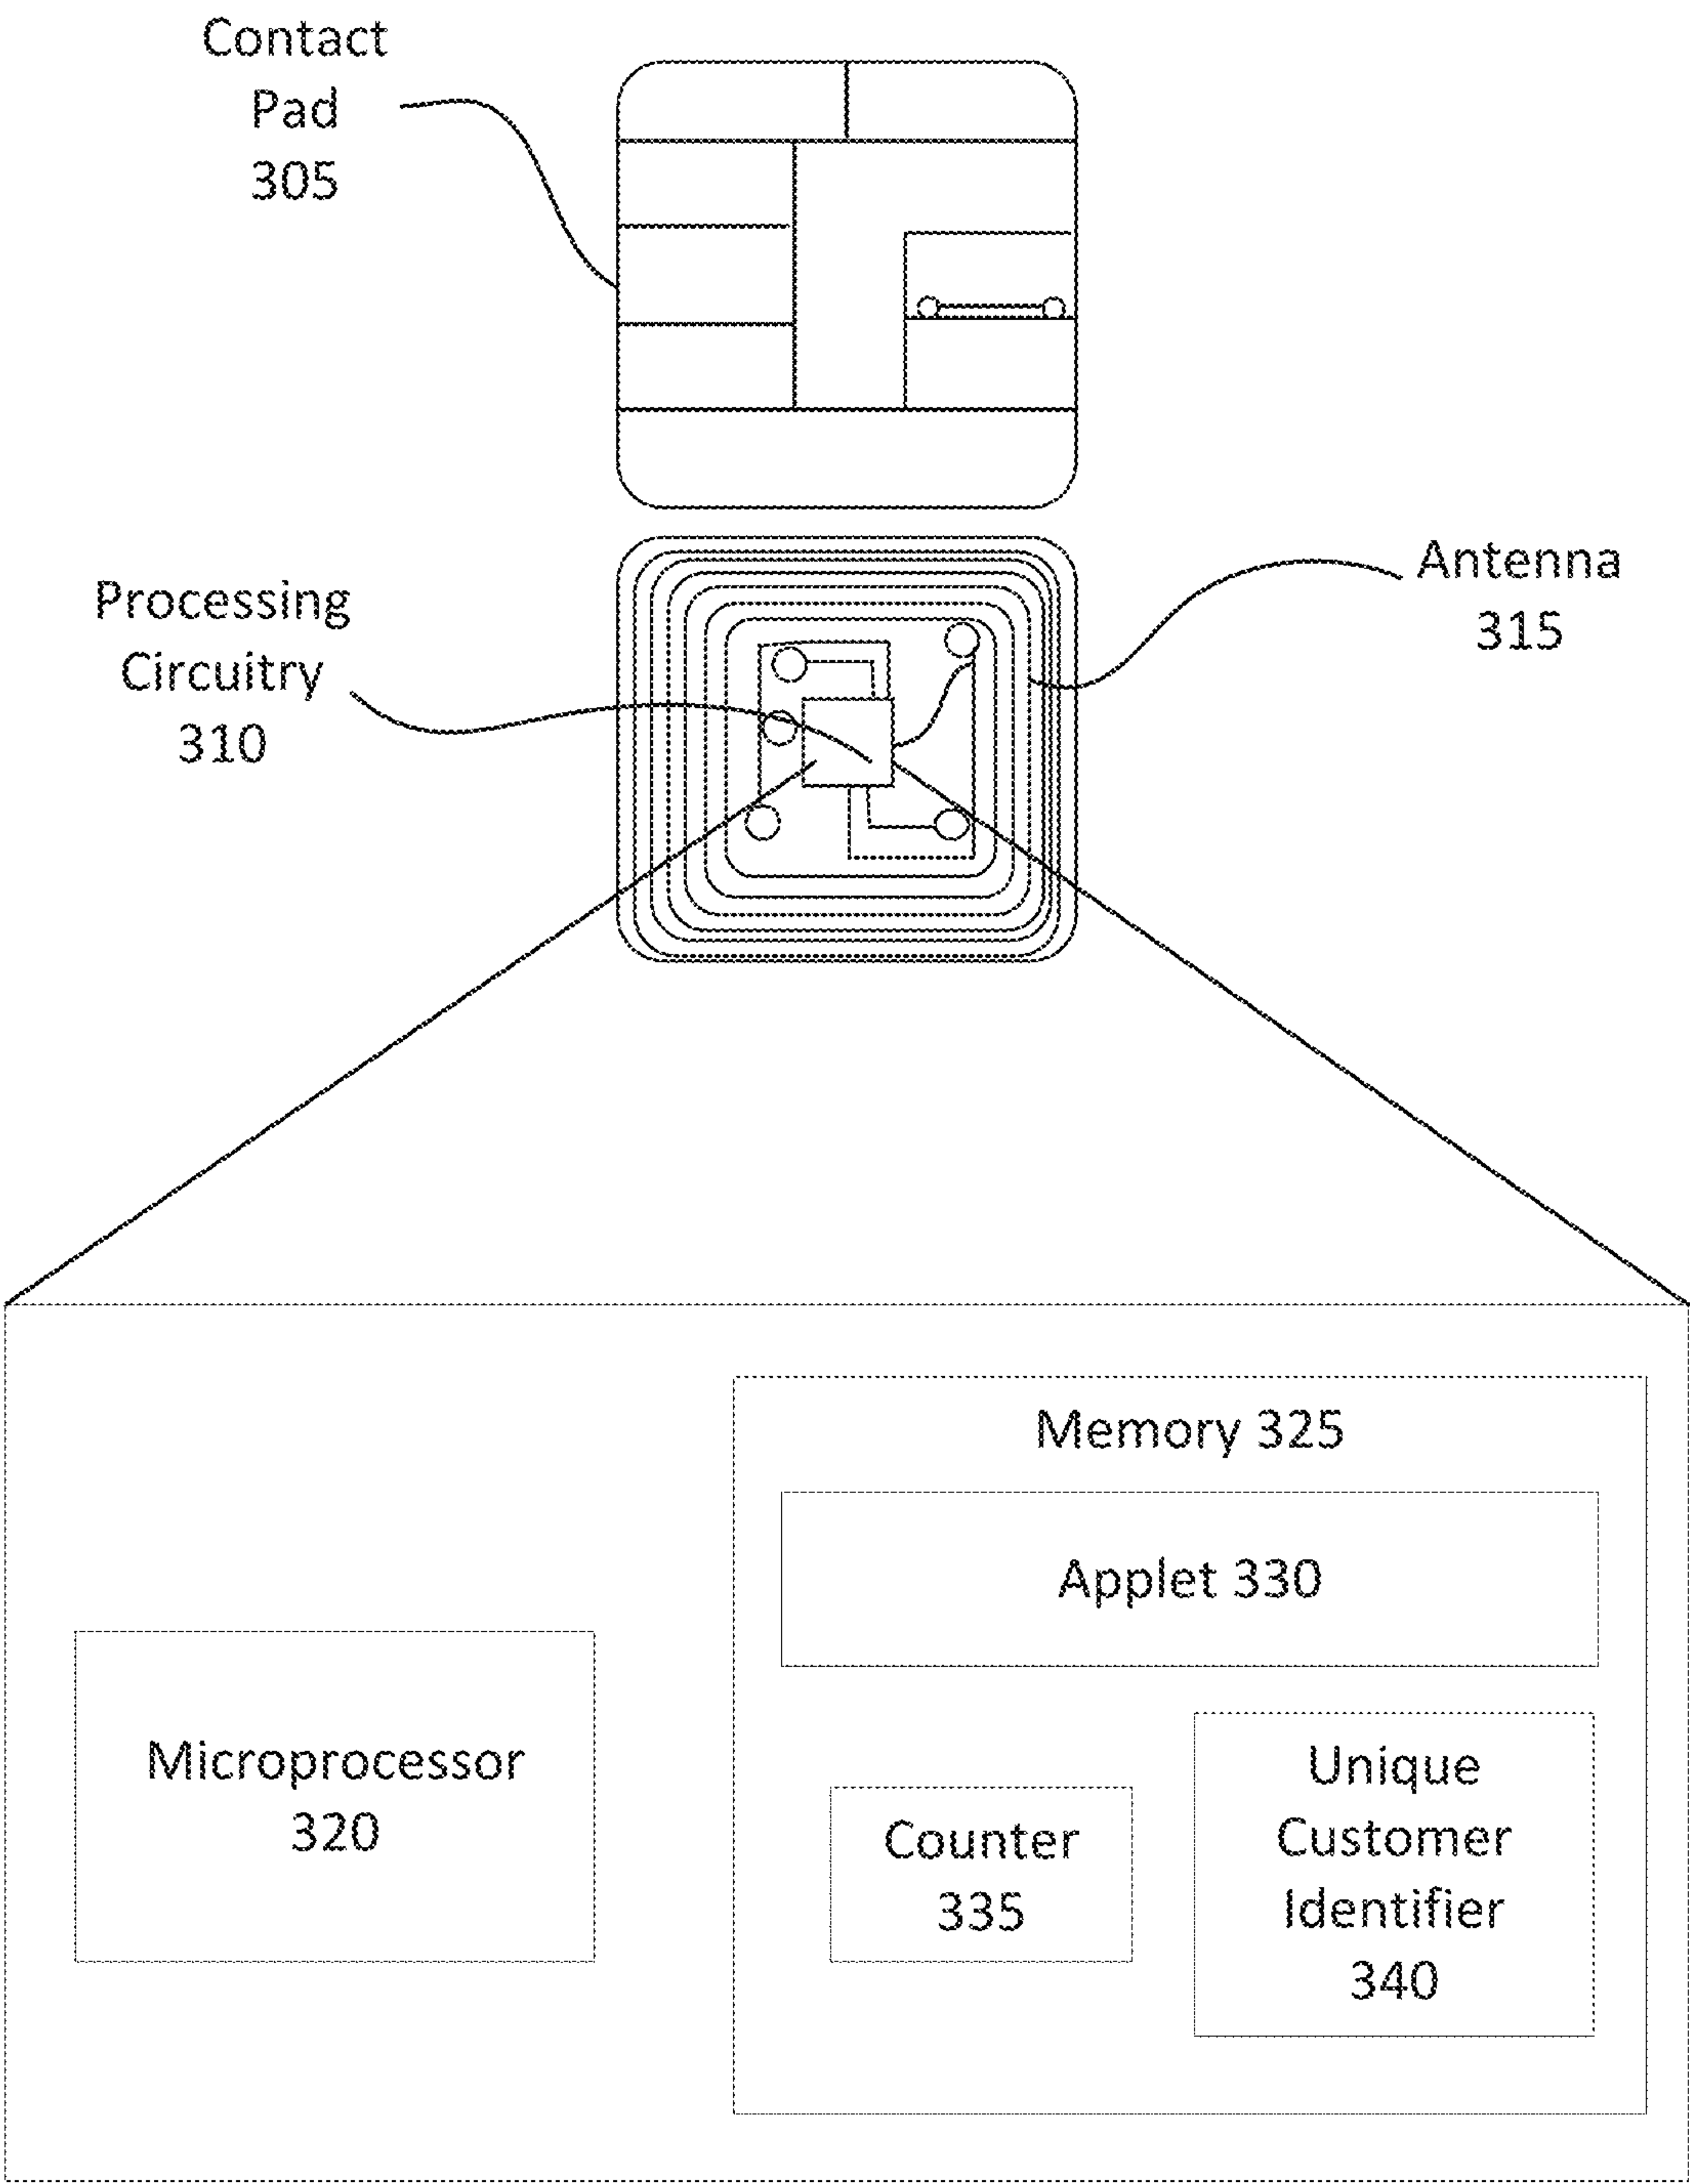 Contact
Pad
305
Processing
Circuitry
310
Antenna
315
Memory 325
Applet 330
Microprocessor
320
Counter
335
Unique
Customer
Identifier
340